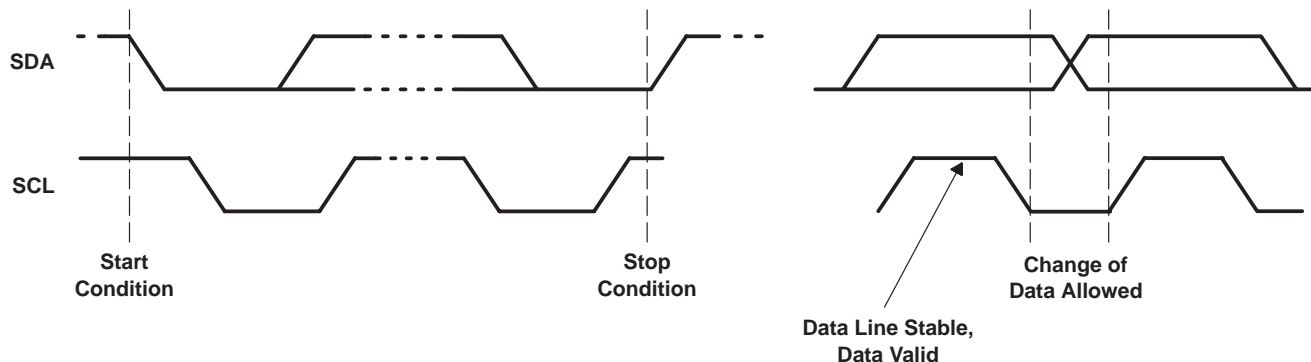 SDA
SCL
Start
Condition
Stop
Condition
Change of
Data Allowed
Data Line Stable,
Data Valid